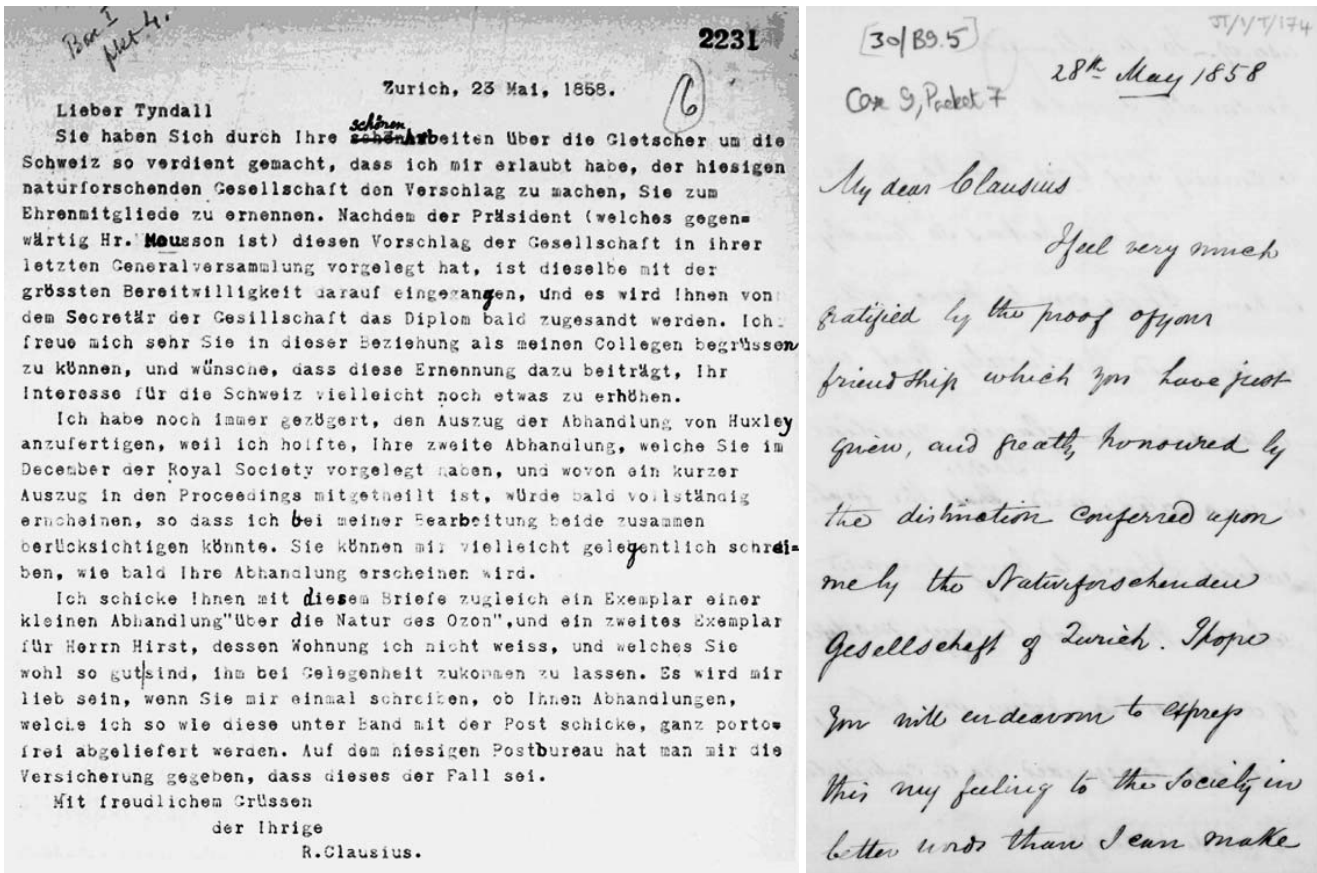 Box I
pkt 4.
2231
6
Zurich, 23 Mai, 1858.
Lieber Tyndall
schönen
Sie haben Sich durch Ihre schönArbeiten über die Gletscher um die
Schweiz so verdient gemacht, dass ich mir erlaubt habe, der hiesigen
naturforschenden Gesellschaft den Verschlag zu machen, Sie zum
Ehrenmitgliede zu ernennen. Nachdem der Präsident (welches gegen=
wärtig Hr. Mousson ist) diesen Vorschlag der Gesellschaft in ihrer
letzten Generalversammlung vorgelegt hat, ist dieselbe mit der
grössten Bereitwilligkeit darauf eingegangen, und es wird Ihnen von
dem Secretär der Gesillschaft das Diplom bald zugesandt werden. Ich
freue mich sehr Sie in dieser Beziehung als meinen Collegen begrüssen
zu können, und wünsche, dass diese Ernennung dazu beiträgt, Ihr
Interesse für die Schweiz vielleicht noch etwas zu erhöhen.
Ich habe noch immer gezögert, den Auszug der Abhandlung von Huxley
anzufertigen, weil ich hoffte, Ihre zweite Abhandlung, welche Sie im
December der Royal Society vorgelegt haben, und wovon ein kurzer
Auszug in den Proceedings mitgetheilt ist, würde bald vollständig
erncheinen, so dass ich bei meiner Bearbeitung beide zusammen
berücksichtigen könnte. Sie können mir vielleicht gelegentlich schrei=
ben, wie bald Ihre Abhandlung erscheinen wird.
Ich schicke Ihnen mit diesem Briefe zugleich ein Exemplar einer
kleinen Abhandlung"über die Natur des Ozon",und ein zweites Exemplar
für Herrn Hirst, dessen Wohnung ich nicht weiss, und welches Sie
wohl so gut|sind, ihm bei Gelegenheit zukommen zu lassen. Es wird mir
lieb sein, wenn Sie mir einmal schreiben, ob Ihnen Abhandlungen,
welche ich so wie diese unter Band mit der Post schicke, ganz porto=
frei abgeliefert werden. Auf dem hiesigen Postbureau hat man mir die
Versicherung gegeben, dass dieses der Fall sei.
Mit freudlichem Grüssen
der Ihrige
R.Clausius.
JT/1/T/174
[30/B9.5]
28th May 1858
Case 9, Packet 7
My dear Clausius
I feel very much
gratified by the proof of your
friendship which you have just
given, and greatly honoured by
the distinction conferred upon
me by the Naturforschenden
Gesellschaft of Zurich. I hope
you will endeavour to express
this my feeling to the Society in
better words than I can make